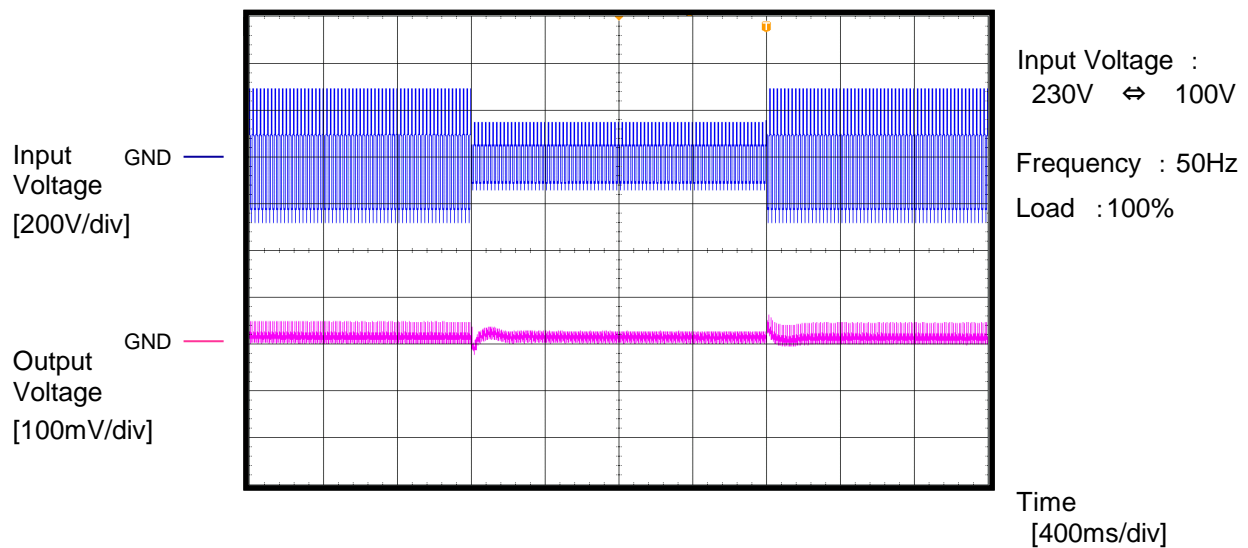 T
Input Voltage :
230V ⇔ 100V
Input
Voltage
[200V/div]
GND
Frequency : 50Hz
Load :100%
GND
Output
Voltage
[100mV/div]
Time
[400ms/div]